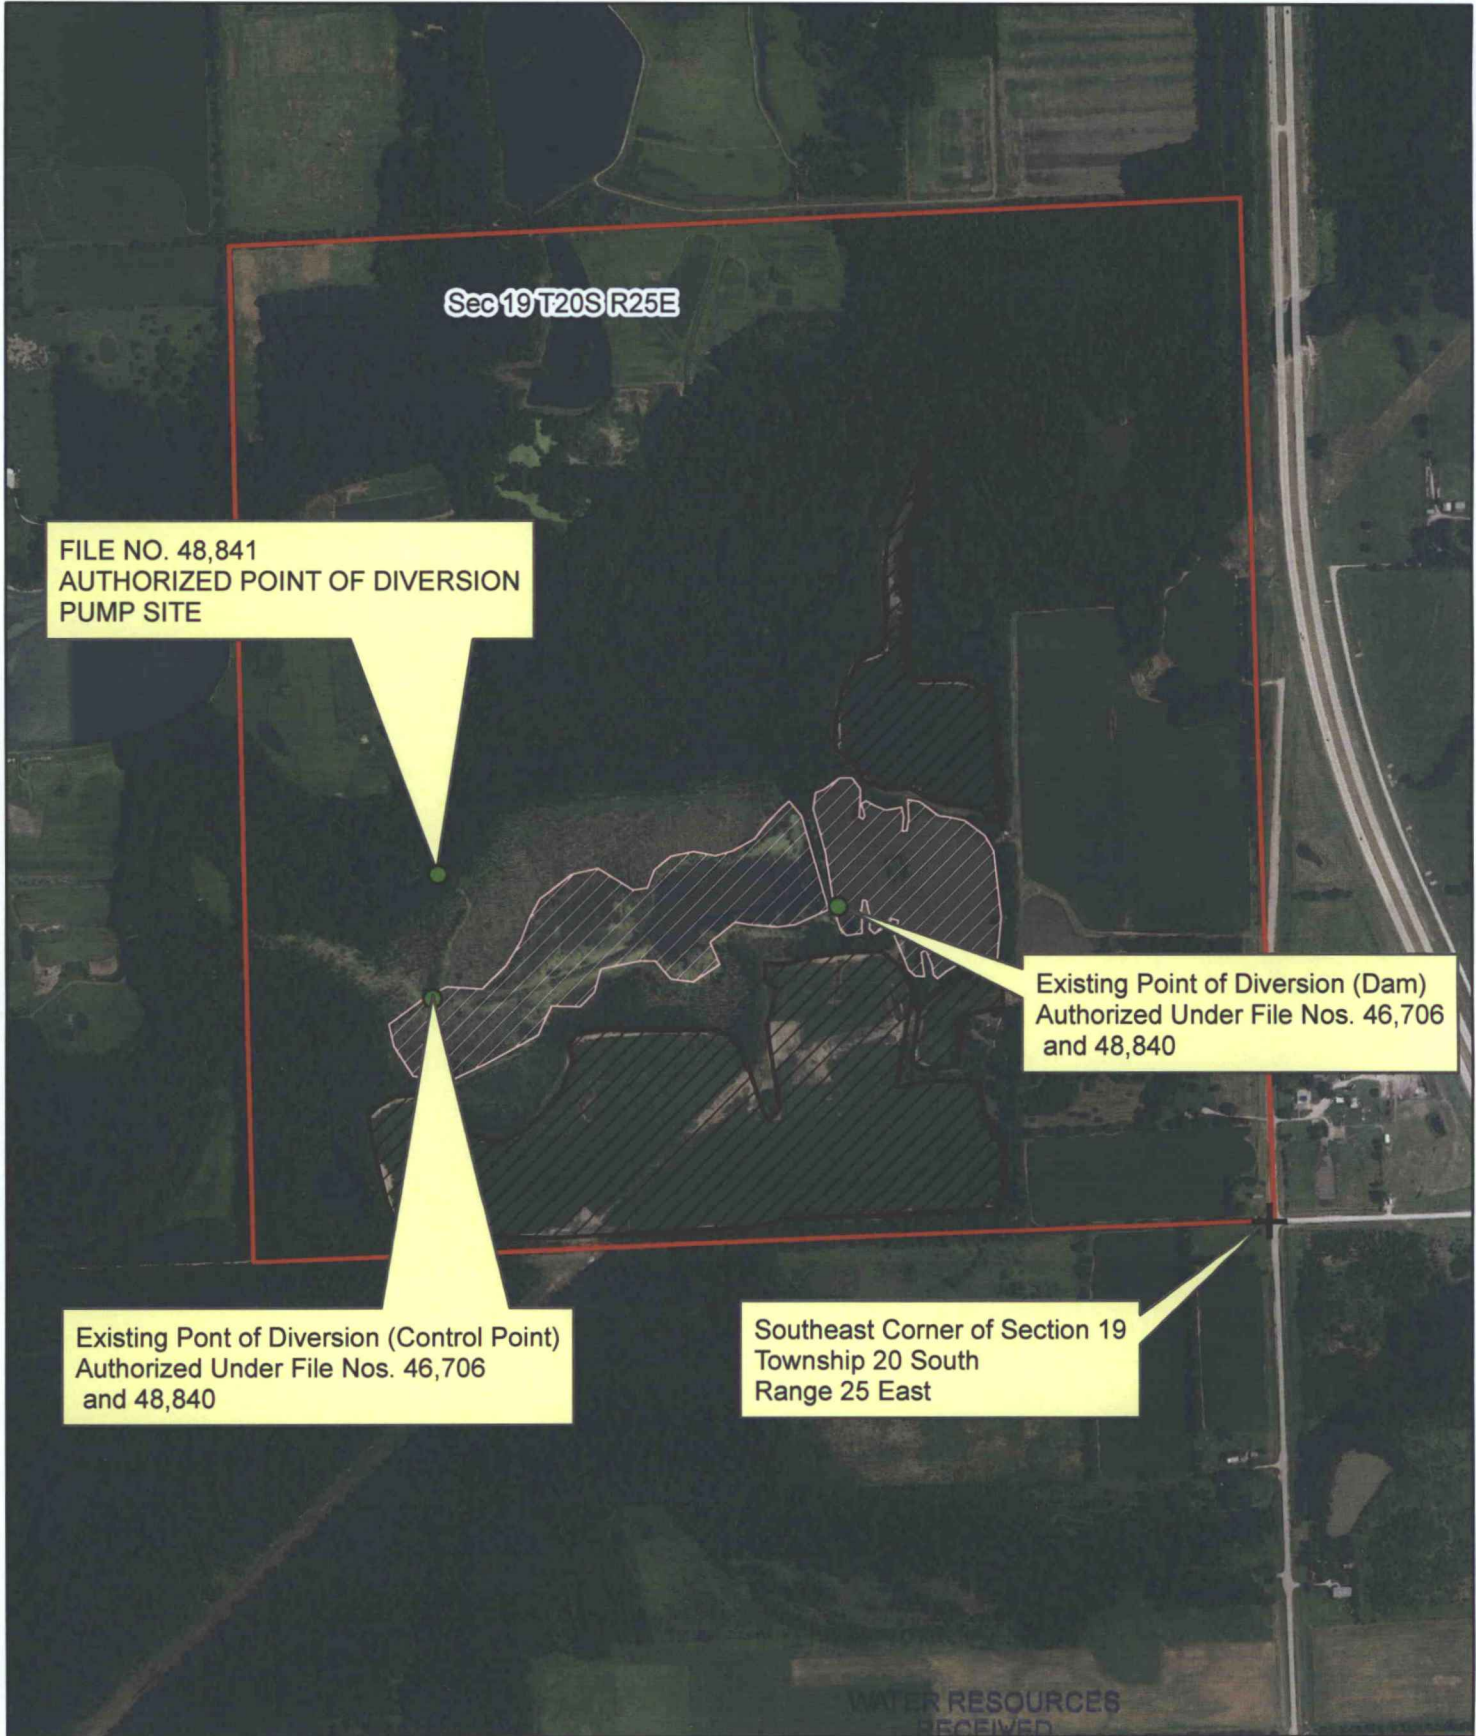 Sec 19 T20S R25E
FILE NO. 48,841
AUTHORIZED POINT OF DIVERSION
PUMP SITE
Existing Point of Diversion (Dam)
Authorized Under File Nos. 46,706
and 48,840
Existing Pont of Diversion (Control Point)
Authorized Under File Nos. 46,706
and 48,840
Southeast Corner of Section 19
Township 20 South
Range 25 East
WATER RESOURCES
RECEIVED